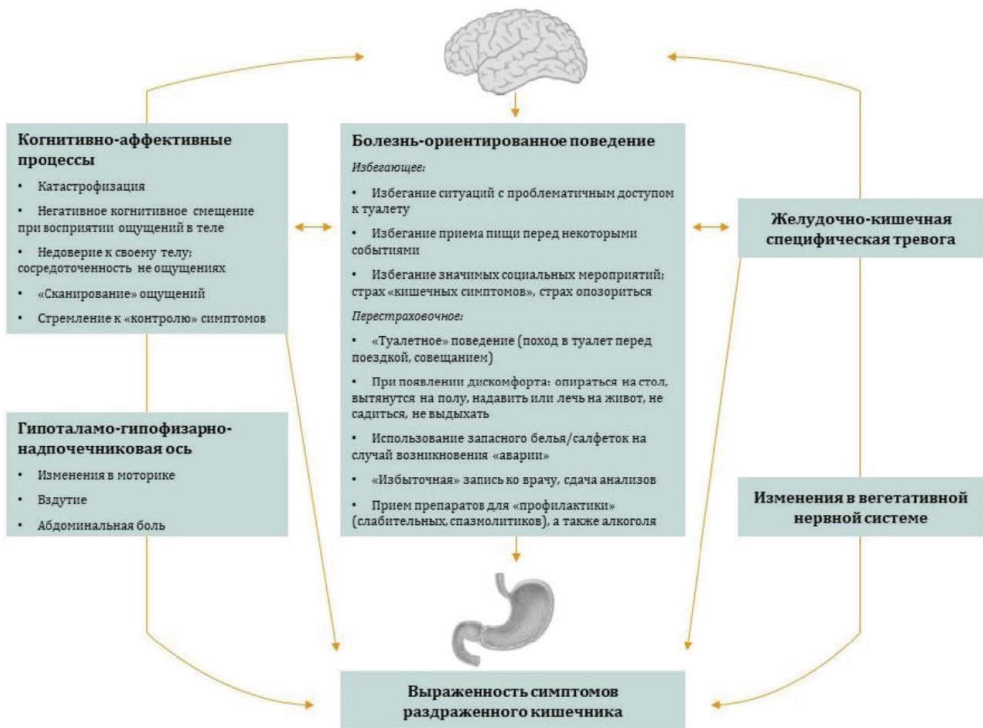 Когнитивно-аффективные
процессы
• Катастрофизация
• Негативное когнитивное смещение
при восприятии ощущений в теле
• Недоверие к своему телу;
сосредоточенность не ощущениях
• «Сканирование» ощущений
• Стремление к «контролю» симптомов
Гипоталамо-гипофизарно-
надпочечниковая ось
• Изменения в моторике
• Вздутие
• Абдоминальная боль
Болезнь-ориентированное поведение
Избегающее:
• Избегание ситуаций с проблематичным доступом
к туалету
• Избегание приема пищи перед некоторыми
событиями
• Избегание значимых социальных мероприятий;
страх «кишечных симптомов», страх опозориться
Перестраховочное:
• «Туалетное» поведение (поход в туалет перед
поездкой, совещанием)
• При появлении дискомфорта: опираться на стол,
вытянутся на полу, надавить или лечь на живот, не
садиться, не выдыхать
• Использование запасного белья/салфеток на
случай возникновения «аварии»
• «Избыточная» запись ко врачу, сдача анализов
• Прием препаратов для «профилактики»
(слабительных, спазмолитиков), а также алкоголя
Желудочно-кишечная
специфическая тревога
Изменения в вегетативной
нервной системе
Выраженность симптомов
раздраженного кишечника